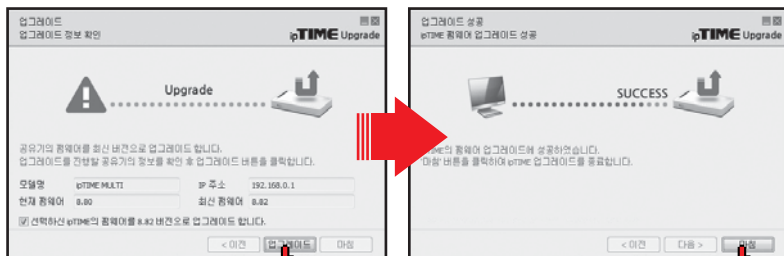 업그레이드
업그레이드 정보 확인
ipTIME Upgrade
Upgrade
공유기의 펌웨어를 최신 버전으로 업그레이드 합니다.
업그레이드를 진행할 공유기의 정보를 확인 후 업그레이드 버튼을 클릭합니다.
모델명 ipTIME MULTI IP 주소 192.168.0.1
현재 펌웨어 8.80 최신 펌웨어 8.82
선택하신 ipTIME의 펌웨어를 8.82 버전으로 업그레이드 합니다.
< 이전 업그레이드 마침
업그레이드 성공
ipTIME 펌웨어 업그레이드 성공
ipTIME Upgrade
SUCCESS
ipTIME의 펌웨어 업그레이드에 성공하였습니다.
'마침' 버튼을 클릭하여 ipTIME 업그레이드를 종료합니다.
< 이전 다음 > 마침